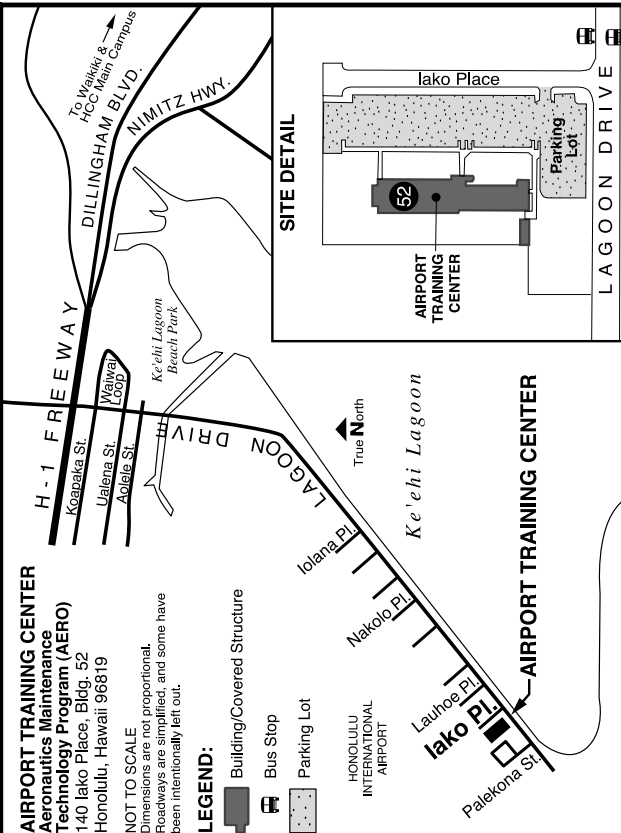 AIRPORT TRAINING CENTER
Aeronautics Maintenance
Technology Program (AERO)
140 Iako Place, Bldg. 52
Honolulu, Hawaii 96819
NOT TO SCALE
Dimensions are not proportional.
Roadways are simplified, and some have
been intentionally left out.
LEGEND:
Building/Covered Structure
Bus Stop
Parking Lot
HONOLULU
INTERNATIONAL
AIRPORT
H-1 FREEWAY
Koapaka St.
Ualena St.
Aolele St.
Waiwai
Loop
To Waikiki &
HCC Main Campus
DILLINGHAM BLVD.
NIMITZ HWY.
Ke'ehi Lagoon
Beach Park
LAGOON DRIVE
True North
Ke'ehi Lagoon
Iolana Pl.
Nakolo Pl.
Lauhoe Pl.
Iako Pl.
Palekona St.
AIRPORT TRAINING CENTER
SITE DETAIL
Iako Place
52
Parking
Lot
AIRPORT
TRAINING
CENTER
LAGOON DRIVE